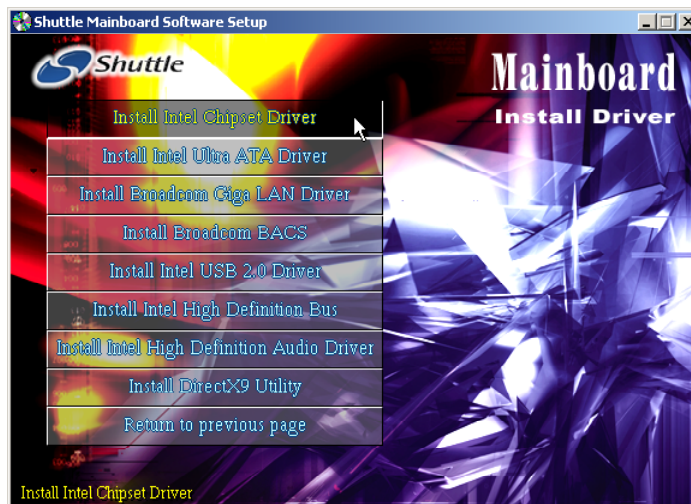 Shuttle Mainboard Software Setup
Shuttle
Mainboard
Install Driver
Install Intel Chipset Driver
Install Intel Ultra ATA Driver
Install Broadcom Giga LAN Driver
Install Broadcom BACS
Install Intel USB 2.0 Driver
Install Intel High Definition Bus
Install Intel High Definition Audio Driver
Install DirectX9 Utility
Return to previous page
Install Intel Chipset Driver